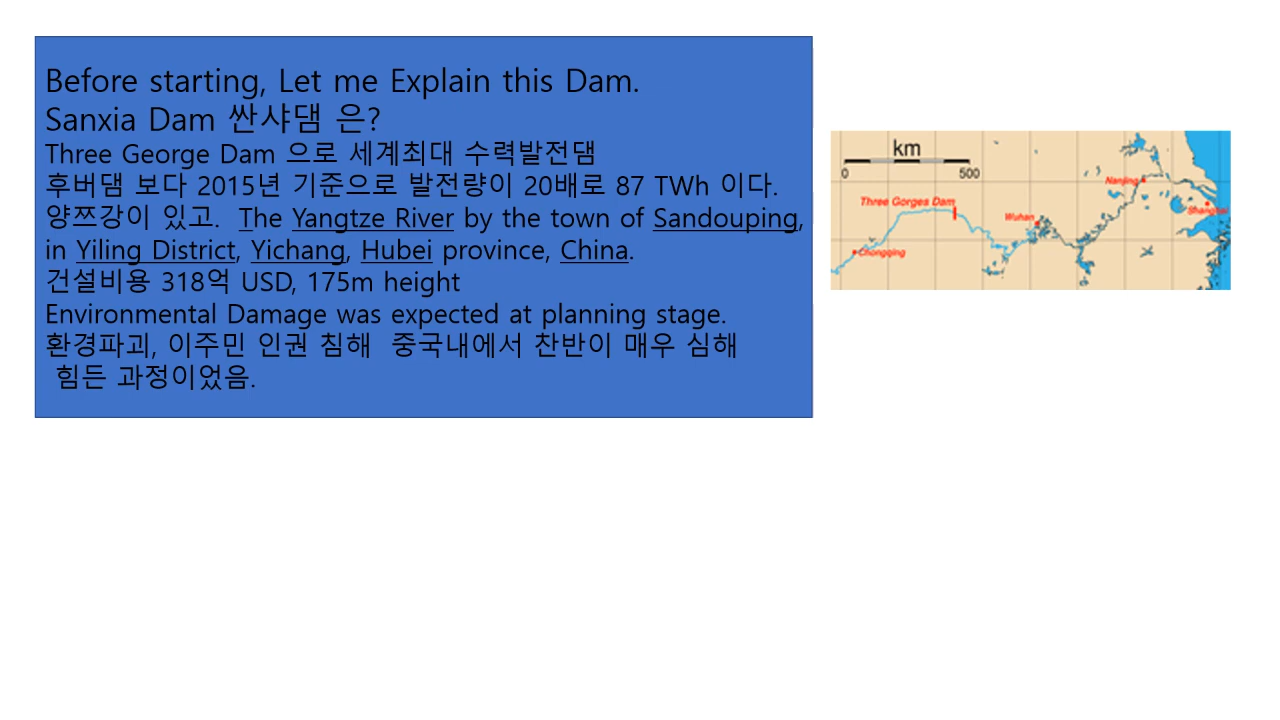 Before starting, Let me Explain this Dam.
Sanxia Dam 싼샤댐 은?
Three George Dam 으로 세계최대 수력발전댐
후버댐 보다 2015년 기준으로 발전량이 20배로 87 TWh 이다.
양쯔강이 있고. The Yangtze River by the town of Sandouping,
in Yiling District, Yichang, Hubei province, China.
건설비용 318억 USD, 175m height
Environmental Damage was expected at planning stage.
환경파괴, 이주민 인권 침해 중국내에서 찬반이 매우 심해
힘든 과정이었음.
km
0 500
Nanjing
Three Gorges Dam
Shanghai
Wuhan
Chongqing